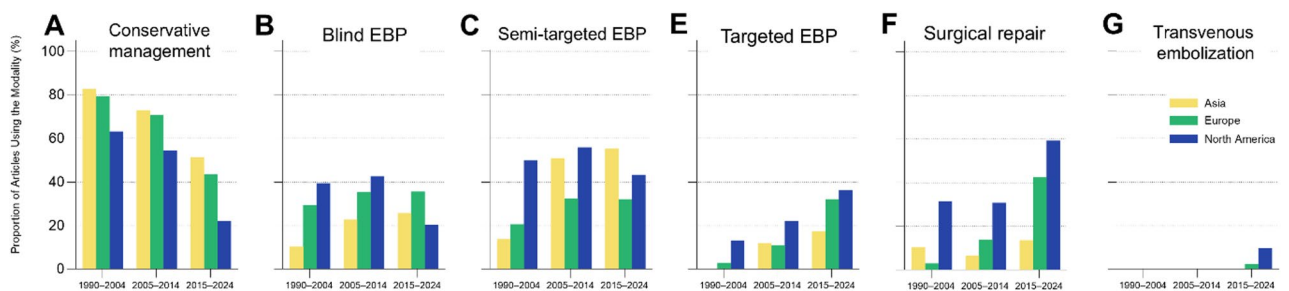 Proportion of Articles Using the Modality (%)
A
Conservative
management
100
80
60
40
20
0
1990–2004
2005–2014
2015–2024
B
Blind EBP
1990–2004
2005–2014
2015–2024
C
Semi-targeted EBP
1990–2004
2005–2014
2015–2024
E
Targeted EBP
1990–2004
2005–2014
2015–2024
F
Surgical repair
1990–2004
2005–2014
2015–2024
G
Transvenous
embolization
Asia
Europe
North America
1990–2004
2005–2014
2015–2024